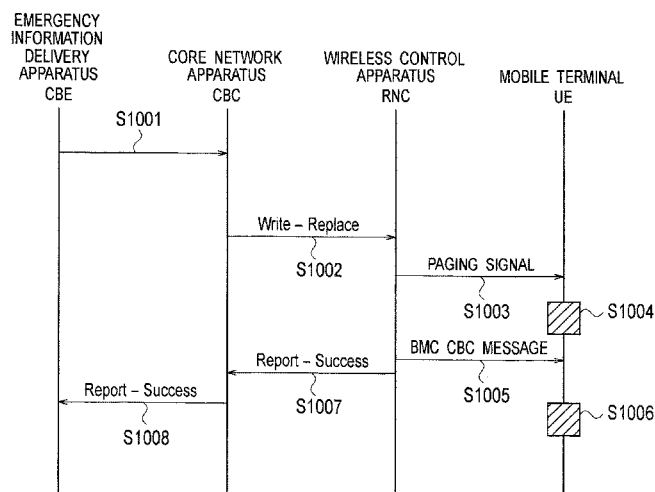 EMERGENCY
INFORMATION
DELIVERY
APPARATUS
CBE
CORE NETWORK
APPARATUS
CBC
WIRELESS CONTROL
APPARATUS
RNC
MOBILE TERMINAL
UE
S1001
Write – Replace
S1002
PAGING SIGNAL
S1003
S1004
BMC CBC MESSAGE
S1005
Report – Success
S1007
Report – Success
S1008
S1006